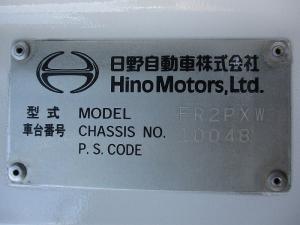 日野自動車株式会社
Hino Motors, Ltd.
型式 MODEL FR2PXW
車台番号 CHASSIS NO. 10048
P. S. CODE